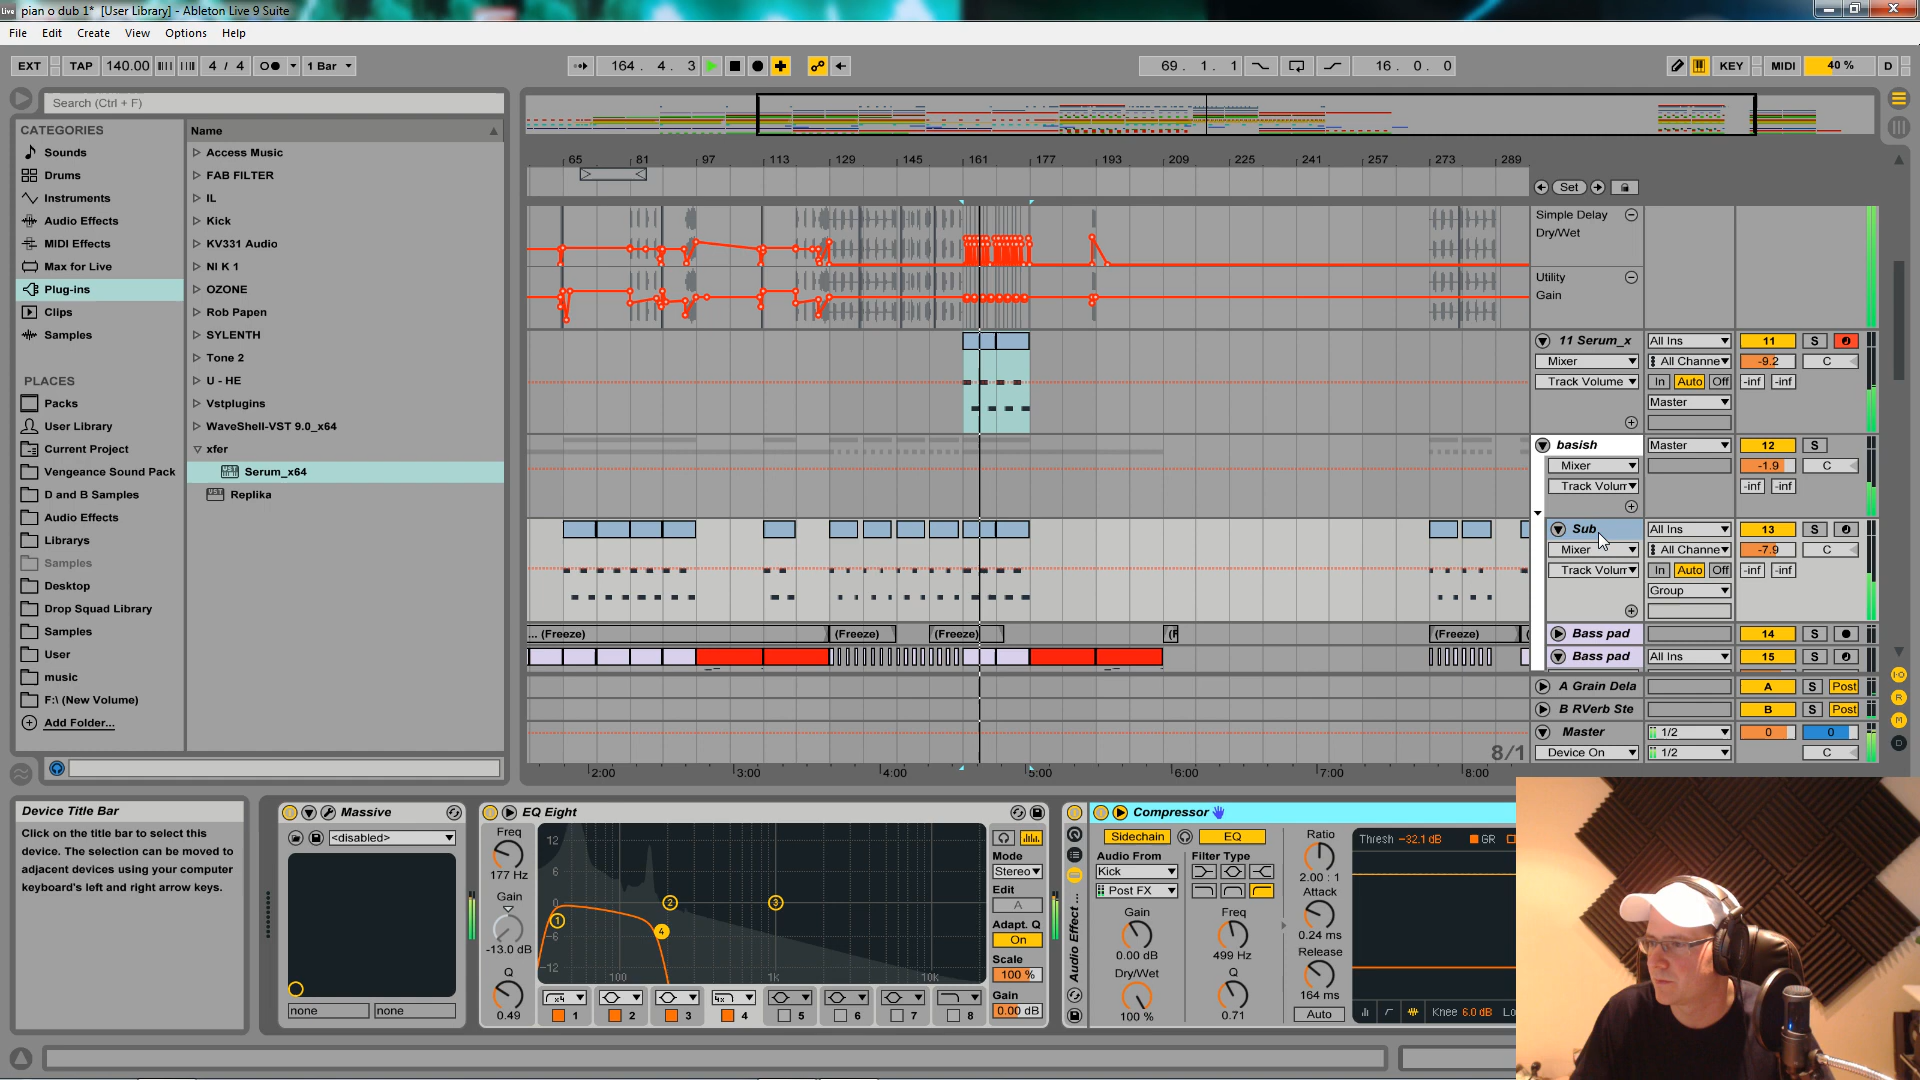 Live pian o dub 1* [User Library] - Ableton Live 9 Suite
File Edit Create View Options Help
EXT TAP 140.00 4 / 4 1 Bar 164 . 4 . 3 69 . 1 . 1 16 . 0 . 0 KEY MIDI 40 % D
Search (Ctrl + F)
CATEGORIES
Sounds
Drums
Instruments
Audio Effects
MIDI Effects
Max for Live
Plug-ins
Clips
Samples
PLACES
Packs
User Library
Current Project
Vengeance Sound Pack
D and B Samples
Audio Effects
Librarys
Samples
Desktop
Drop Squad Library
Samples
User
music
F:\ (New Volume)
Add Folder...
Name
Access Music
FAB FILTER
IL
Kick
KV331 Audio
NI K 1
OZONE
Rob Papen
SYLENTH
Tone 2
U - HE
Vstplugins
WaveShell-VST 9.0_x64
xfer
Serum_x64
Replika
65 81 97 113 129 145 161 177 193 209 225 241 257 273 289
Set
Simple Delay
Dry/Wet
Utility
Gain
11 Serum_x All Ins 11 S
Mixer All Channe -9.2 C
Track Volume In Auto Off -inf -inf
Master
basish Master 12 S
Mixer -1.9 C
Track Volum -inf -inf
Sub All Ins 13 S
Mixer All Channe -7.9 C
Track Volum In Auto Off -inf -inf
Group
... (Freeze) (Freeze) (Freeze) (F (Freeze) Bass pad 14 S
Bass pad All Ins 15 S
A Grain Dela A S Post
B RVerb Ste B S Post
Master 1/2 0 0
8/1 Device On 1/2 C
2:00 3:00 4:00 5:00 6:00 7:00 8:00
Device Title Bar
Click on the title bar to select this
device. The selection can be moved to
adjacent devices using your computer
keyboard's left and right arrow keys.
Massive
<disabled>
none none
EQ Eight
Freq
177 Hz
Gain
-13.0 dB
Q
0.49
12
6
0
-6
-12
100 1K 10K
1 2 3 4
1 2 3 4 5 6 7 8
Mode
Stereo
Edit
A
Adapt. Q
On
Scale
100 %
Gain
0.00 dB
Audio Effect ...
Compressor
Sidechain EQ
Audio From Filter Type
Kick
Post FX
Gain Freq
0.00 dB 499 Hz
Dry/Wet Q
100 % 0.71
Ratio
2.00 : 1
Attack
0.24 ms
Release
164 ms
Auto
Thresh -32.1 dB GR
Knee 6.0 dB Lo